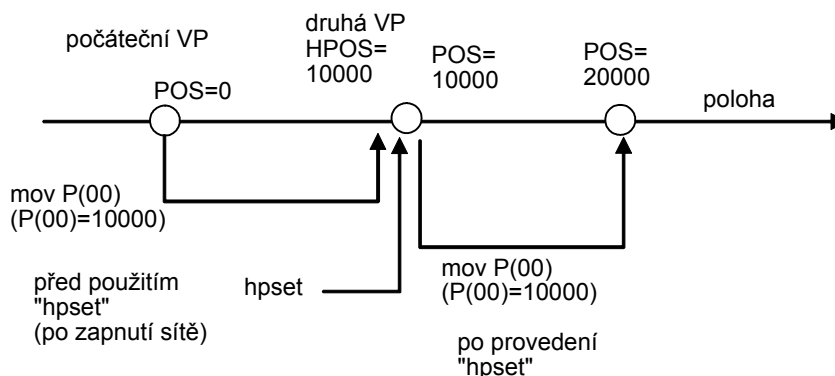 počáteční VP
druhá VP
HPOS=
10000
POS=
10000
POS=
20000
POS=0
poloha
mov P(00)
(P(00)=10000)
před použitím
"hpset"
(po zapnutí sítě)
hpset
mov P(00)
(P(00)=10000)
po provedení
"hpset"